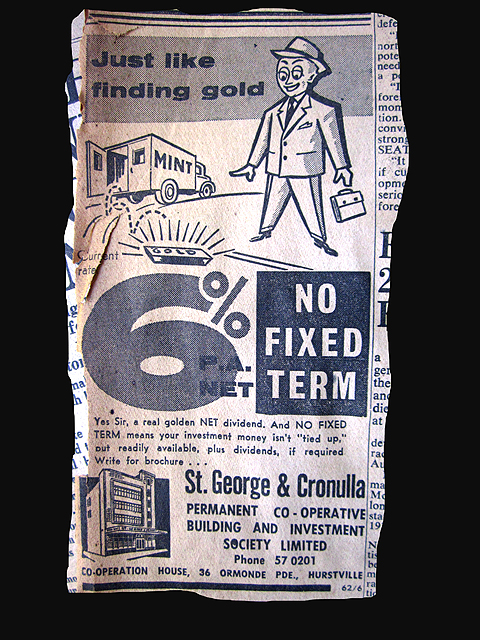 Just like
finding gold
MINT
GOLD
Current
rate
6% P.A. NET
NO
FIXED
TERM
Yes Sir, a real golden NET dividend. And NO FIXED
TERM means your investment money isn't "tied up,"
out readily available, plus dividends, if required
Write for brochure . . .
St. George & Cronulla
PERMANENT CO-OPERATIVE
BUILDING AND INVESTMENT
SOCIETY LIMITED
Phone 57 0201
CO-OPERATION HOUSE, 36 ORMONDE PDE., HURSTVILLE
62/6